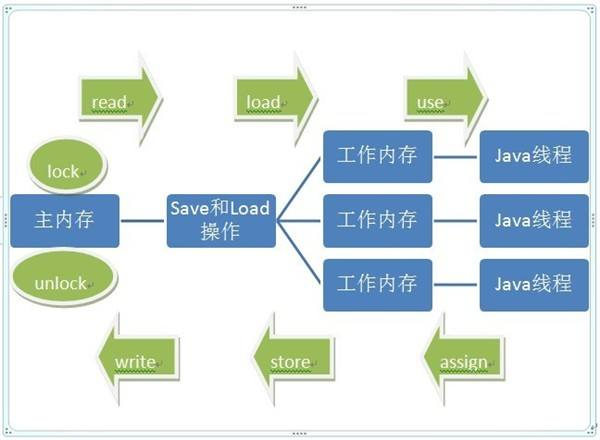 read
load
use
lock
工作内存
Java线程
主内存
Save和Load
操作
工作内存
Java线程
unlock
工作内存
Java线程
write
store
assign